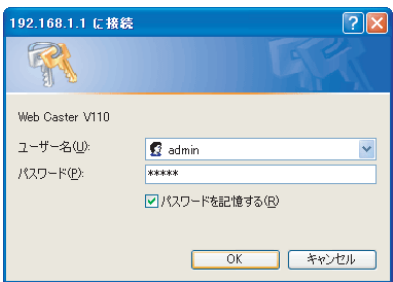 192.168.1.1 に接続
Web Caster V110
ユーザー名(U):
admin
パスワード(P):
*****
パスワードを記憶する(R)
OK
キャンセル